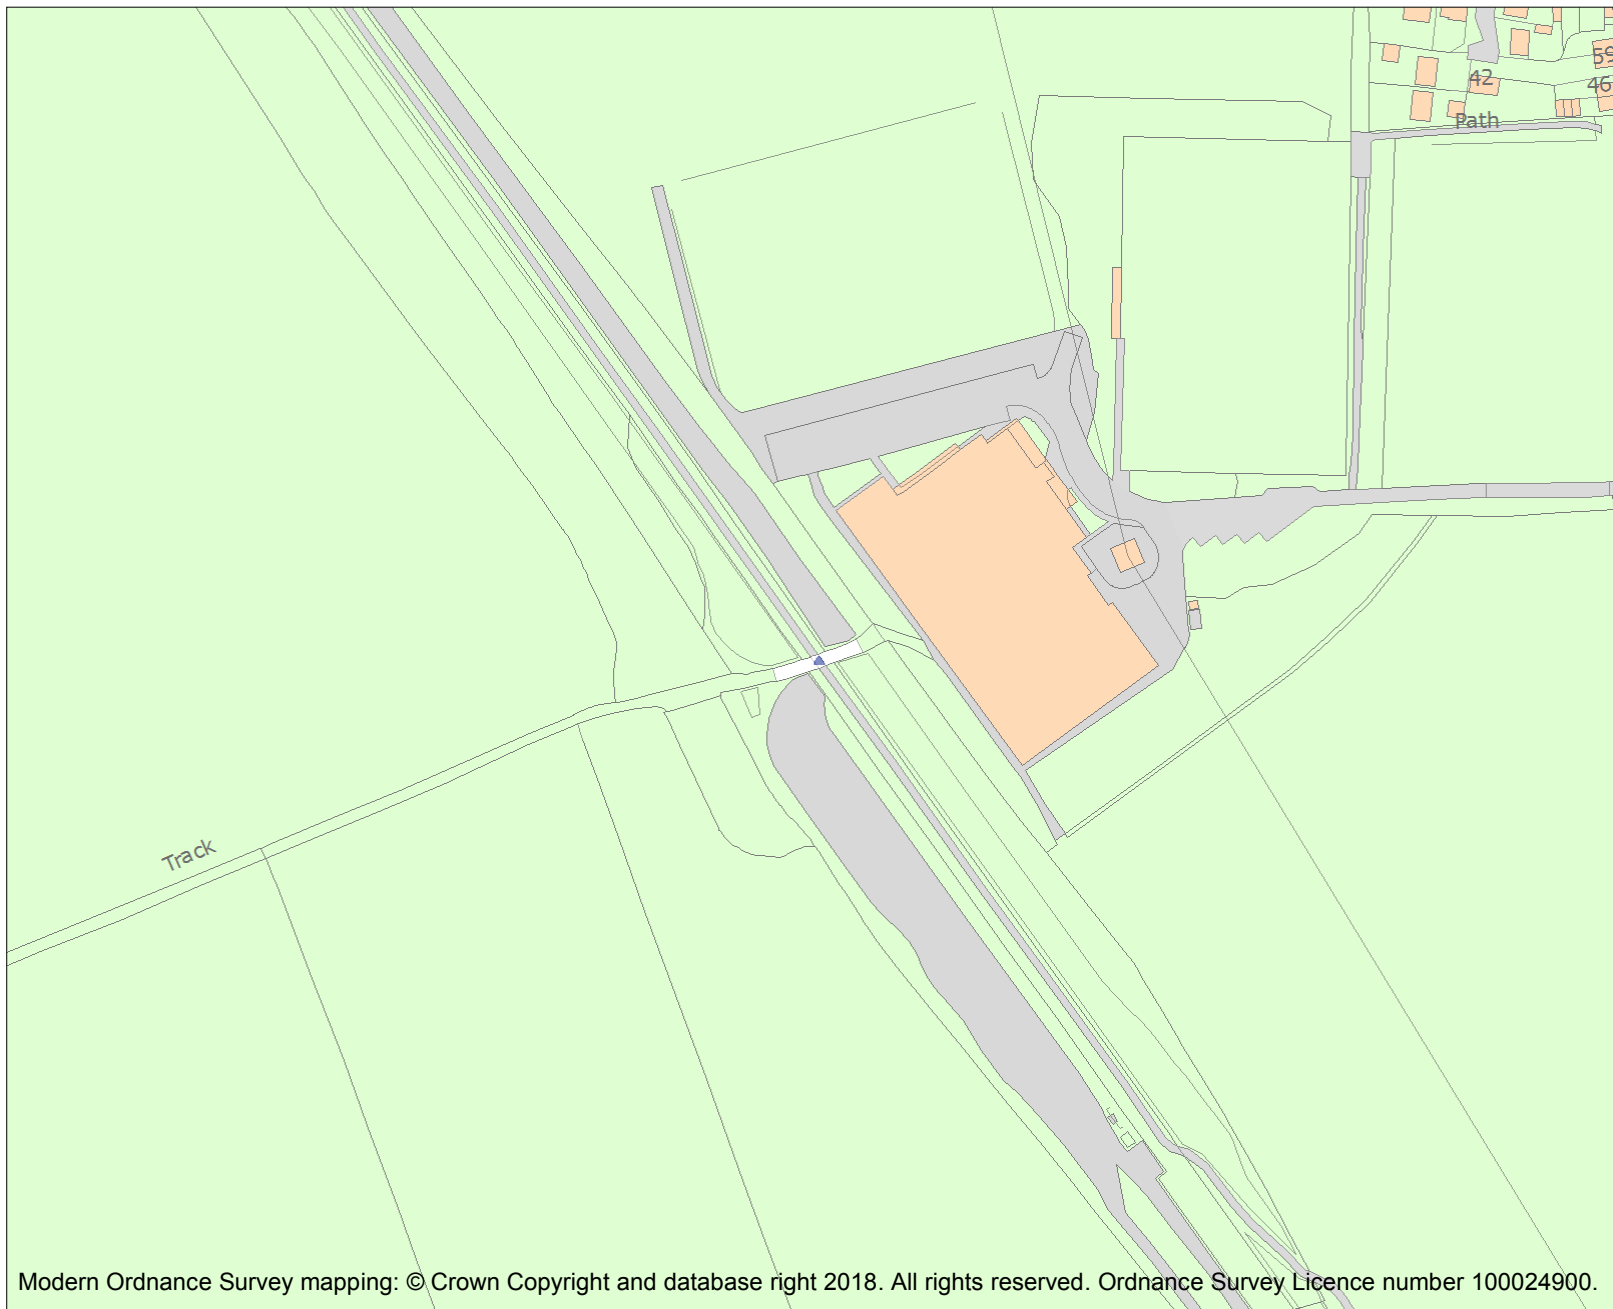 59
42
46
Path
Track
Modern Ordnance Survey mapping: © Crown Copyright and database right 2018. All rights reserved. Ordnance Survey Licence number 100024900.